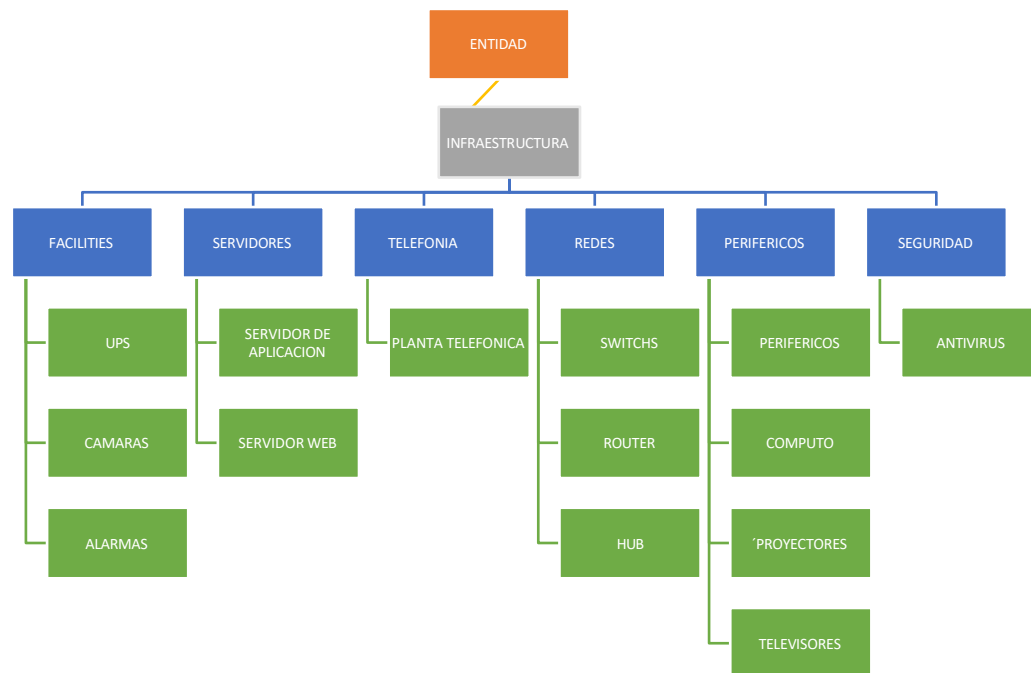 ENTIDAD
INFRAESTRUCTURA
FACILITIES
SERVIDORES
TELEFONIA
REDES
PERIFERICOS
SEGURIDAD
UPS
SERVIDOR DE
APLICACION
PLANTA TELEFONICA
SWITCHS
PERIFERICOS
ANTIVIRUS
CAMARAS
SERVIDOR WEB
ROUTER
COMPUTO
ALARMAS
HUB
´PROYECTORES
TELEVISORES